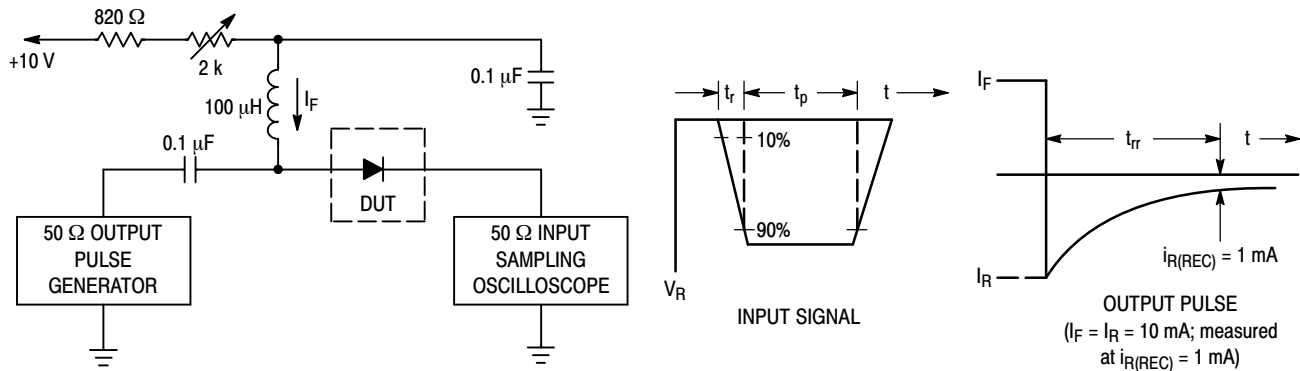 820 Ω
+10 V
2 k
100 μH
I_F
0.1 μF
0.1 μF
DUT
50 Ω OUTPUT
PULSE
GENERATOR
50 Ω INPUT
SAMPLING
OSCILLOSCOPE
t_r
t_p
t
10%
90%
V_R
INPUT SIGNAL
I_F
t_rr
t
i_R(REC) = 1 mA
I_R
OUTPUT PULSE
(I_F = I_R = 10 mA; measured
at i_R(REC) = 1 mA)